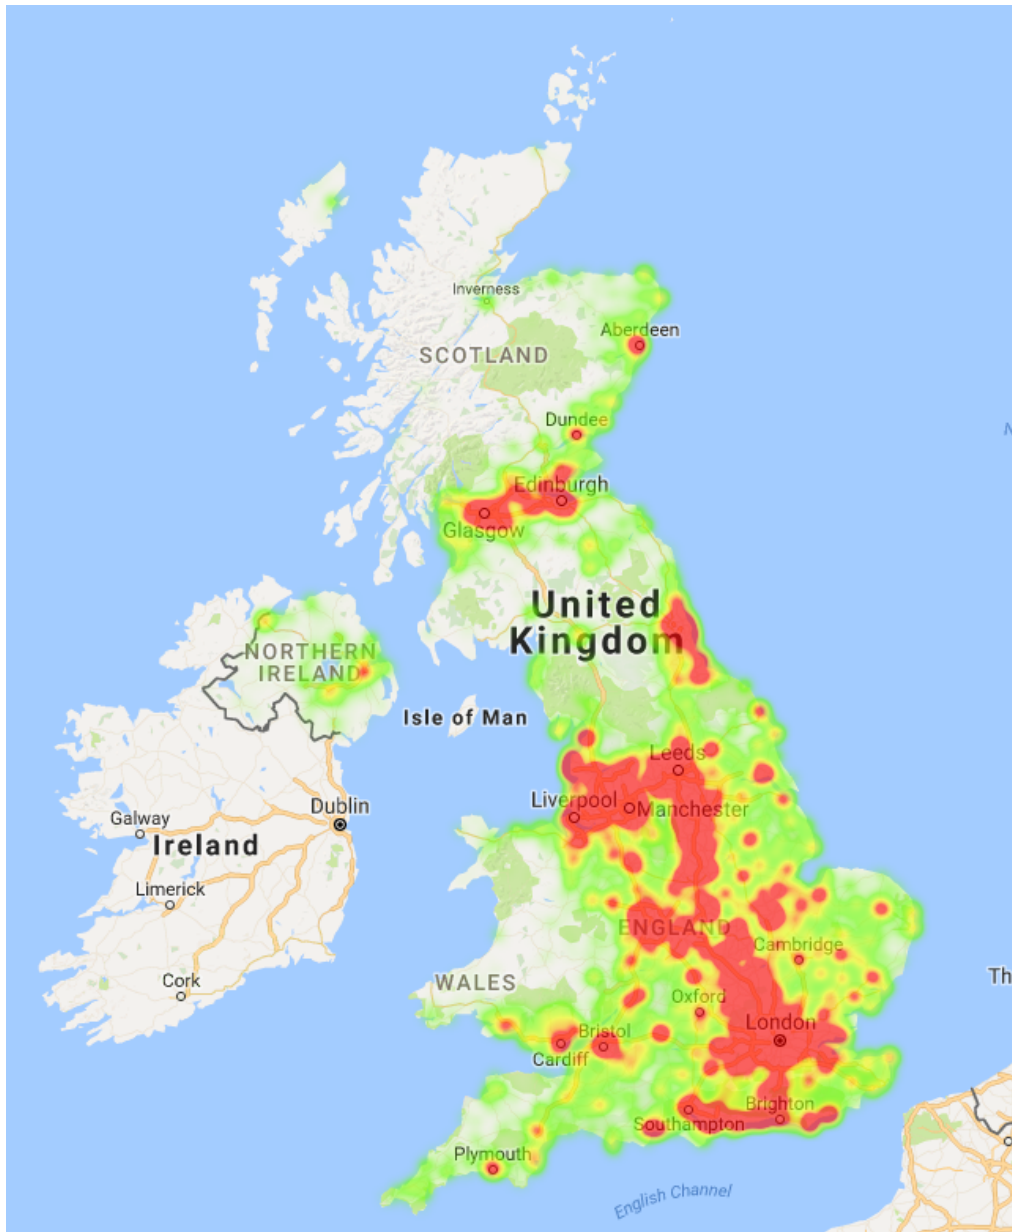 Inverness
Aberdeen
SCOTLAND
Dundee
Edinburgh
Glasgow
United
Kingdom
NORTHERN
IRELAND
Isle of Man
Leeds
Liverpool
Manchester
Dublin
Galway
Ireland
Limerick
ENGLAND
Cambridge
WALES
Cork
Oxford
Th
London
Bristol
Cardiff
Brighton
Southampton
Plymouth
English Channel